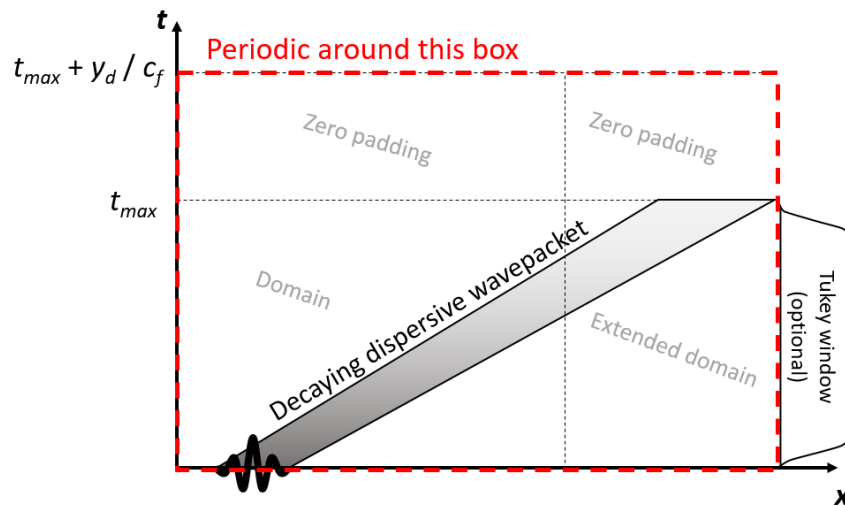 t
Periodic around this box
t_max + y_d / c_f
Zero padding
Zero padding
t_max
Domain
Decaying dispersive wavepacket
Extended domain
Tukey window
(optional)
x